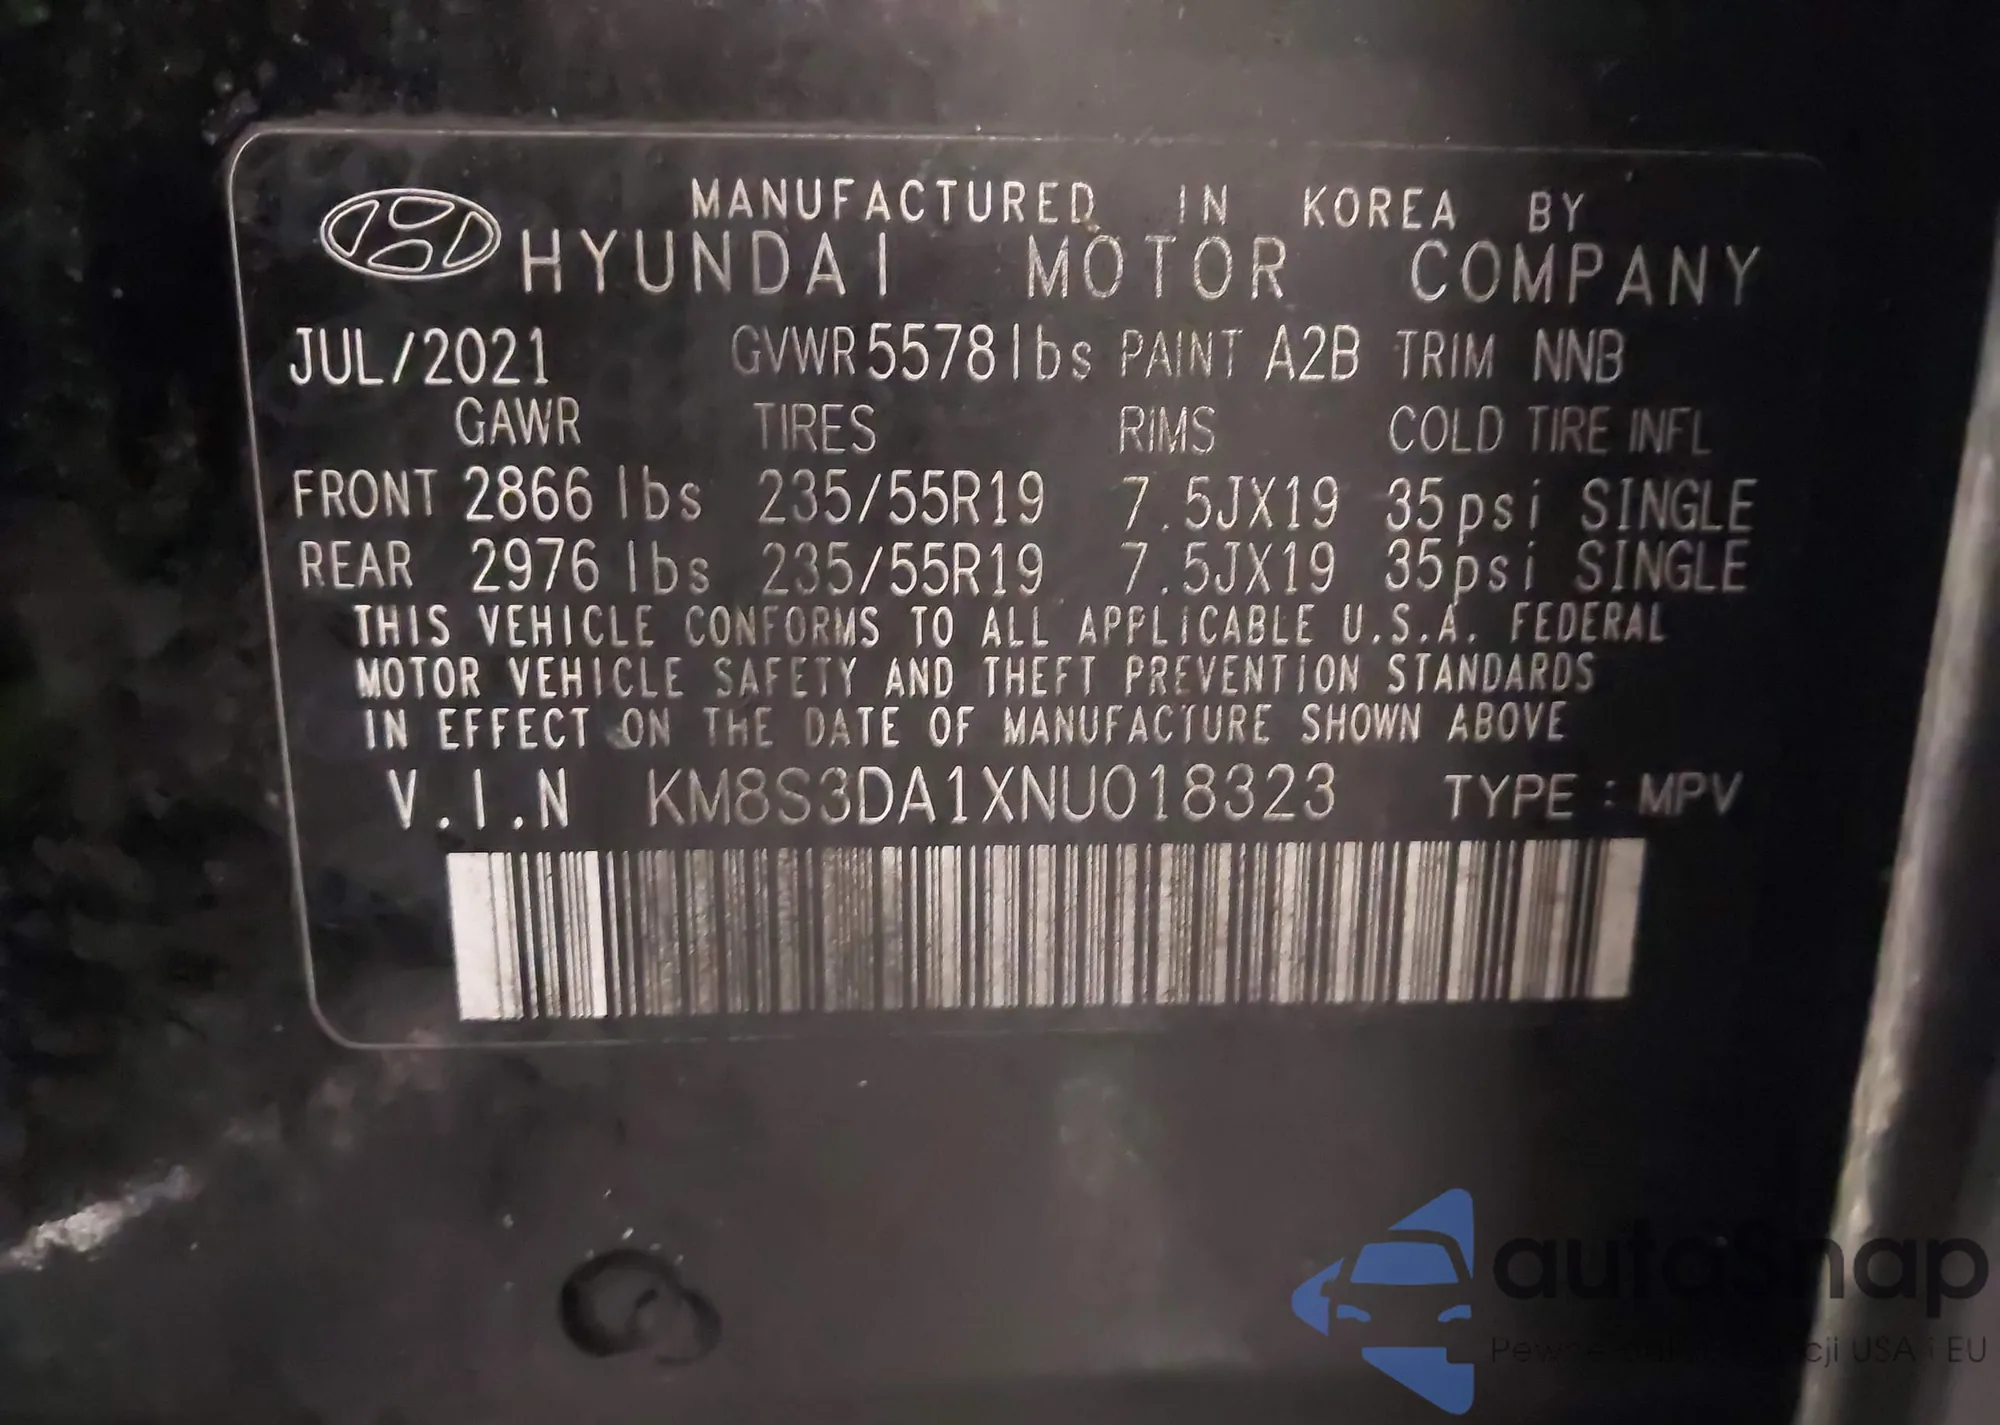 MANUFACTURED IN KOREA BY
HYUNDAI MOTOR COMPANY
JUL/2021 GVWR 5578lbs PAINT A2B TRIM NNB
GAWR TIRES RIMS COLD TIRE INFL
FRONT 2866 lbs 235/55R19 7.5JX19 35psi SINGLE
REAR 2976 lbs 235/55R19 7.5JX19 35psi SINGLE
THIS VEHICLE CONFORMS TO ALL APPLICABLE U.S.A. FEDERAL
MOTOR VEHICLE SAFETY AND THEFT PREVENTION STANDARDS
IN EFFECT ON THE DATE OF MANUFACTURE SHOWN ABOVE
V.I.N KM8S3DA1XNU018323 TYPE : MPV
autoSnap
USA i EU